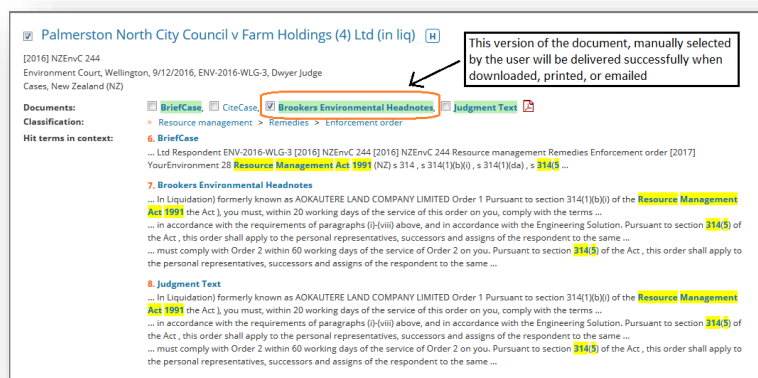 Palmerston North City Council v Farm Holdings (4) Ltd (in liq) H
This version of the document, manually selected
by the user will be delivered successfully when
downloaded, printed, or emailed
[2016] NZEnvC 244
Environment Court, Wellington, 9/12/2016, ENV-2016-WLG-3, Dwyer Judge
Cases, New Zealand (NZ)
Documents: BriefCase, CiteCase, Brookers Environmental Headnotes, Judgment Text
Classification: » Resource management > Remedies > Enforcement order
Hit terms in context: 6. BriefCase
... Ltd Respondent ENV-2016-WLG-3 [2016] NZEnvC 244 [2016] NZEnvC 244 Resource management Remedies Enforcement order [2017]
YourEnvironment 28 Resource Management Act 1991 (NZ) s 314 , s 314(1)(b)(i) , s 314(1)(da) , s 314(5 ...
7. Brookers Environmental Headnotes
... In Liquidation) formerly known as AOKAUTERE LAND COMPANY LIMITED Order 1 Pursuant to section 314(1)(b)(i) of the Resource Management
Act 1991 the Act ), you must, within 20 working days of the service of this order on you, comply with the terms ...
... in accordance with the requirements of paragraphs (i)-(viii) above, and in accordance with the Engineering Solution. Pursuant to section 314(5) of
the Act , this order shall apply to the personal representatives, successors and assigns of the respondent to the same ...
... must comply with Order 2 within 60 working days of the service of Order 2 on you. Pursuant to section 314(5) of the Act , this order shall apply to
the personal representatives, successors and assigns of the respondent to the same ...
8. Judgment Text
... In Liquidation) formerly known as AOKAUTERE LAND COMPANY LIMITED Order 1 Pursuant to section 314(1)(b)(i) of the Resource Management
Act 1991 the Act ), you must, within 20 working days of the service of this order on you, comply with the terms ...
... in accordance with the requirements of paragraphs (i)-(viii) above, and in accordance with the Engineering Solution. Pursuant to section 314(5) of
the Act , this order shall apply to the personal representatives, successors and assigns of the respondent to the same ...
... must comply with Order 2 within 60 working days of the service of Order 2 on you. Pursuant to section 314(5) of the Act , this order shall apply to
the personal representatives, successors and assigns of the respondent to the same ...